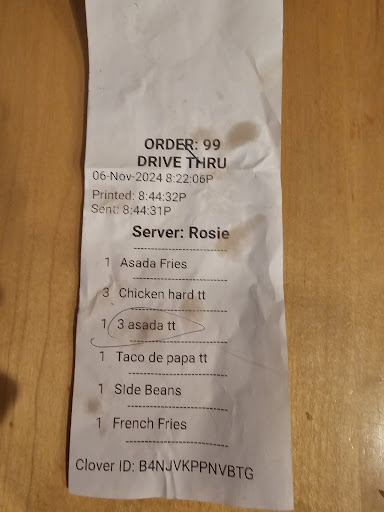 ORDER: 99
DRIVE THRU
06-Nov-2024 8:22:06P
Printed: 8:44:32P
Sent: 8:44:31P
Server: Rosie
1 Asada Fries
3 Chicken hard tt
1 3 asada tt
1 Taco de papa tt
1 SIde Beans
1 French Fries
Clover ID: B4NJVKPPNVBTG